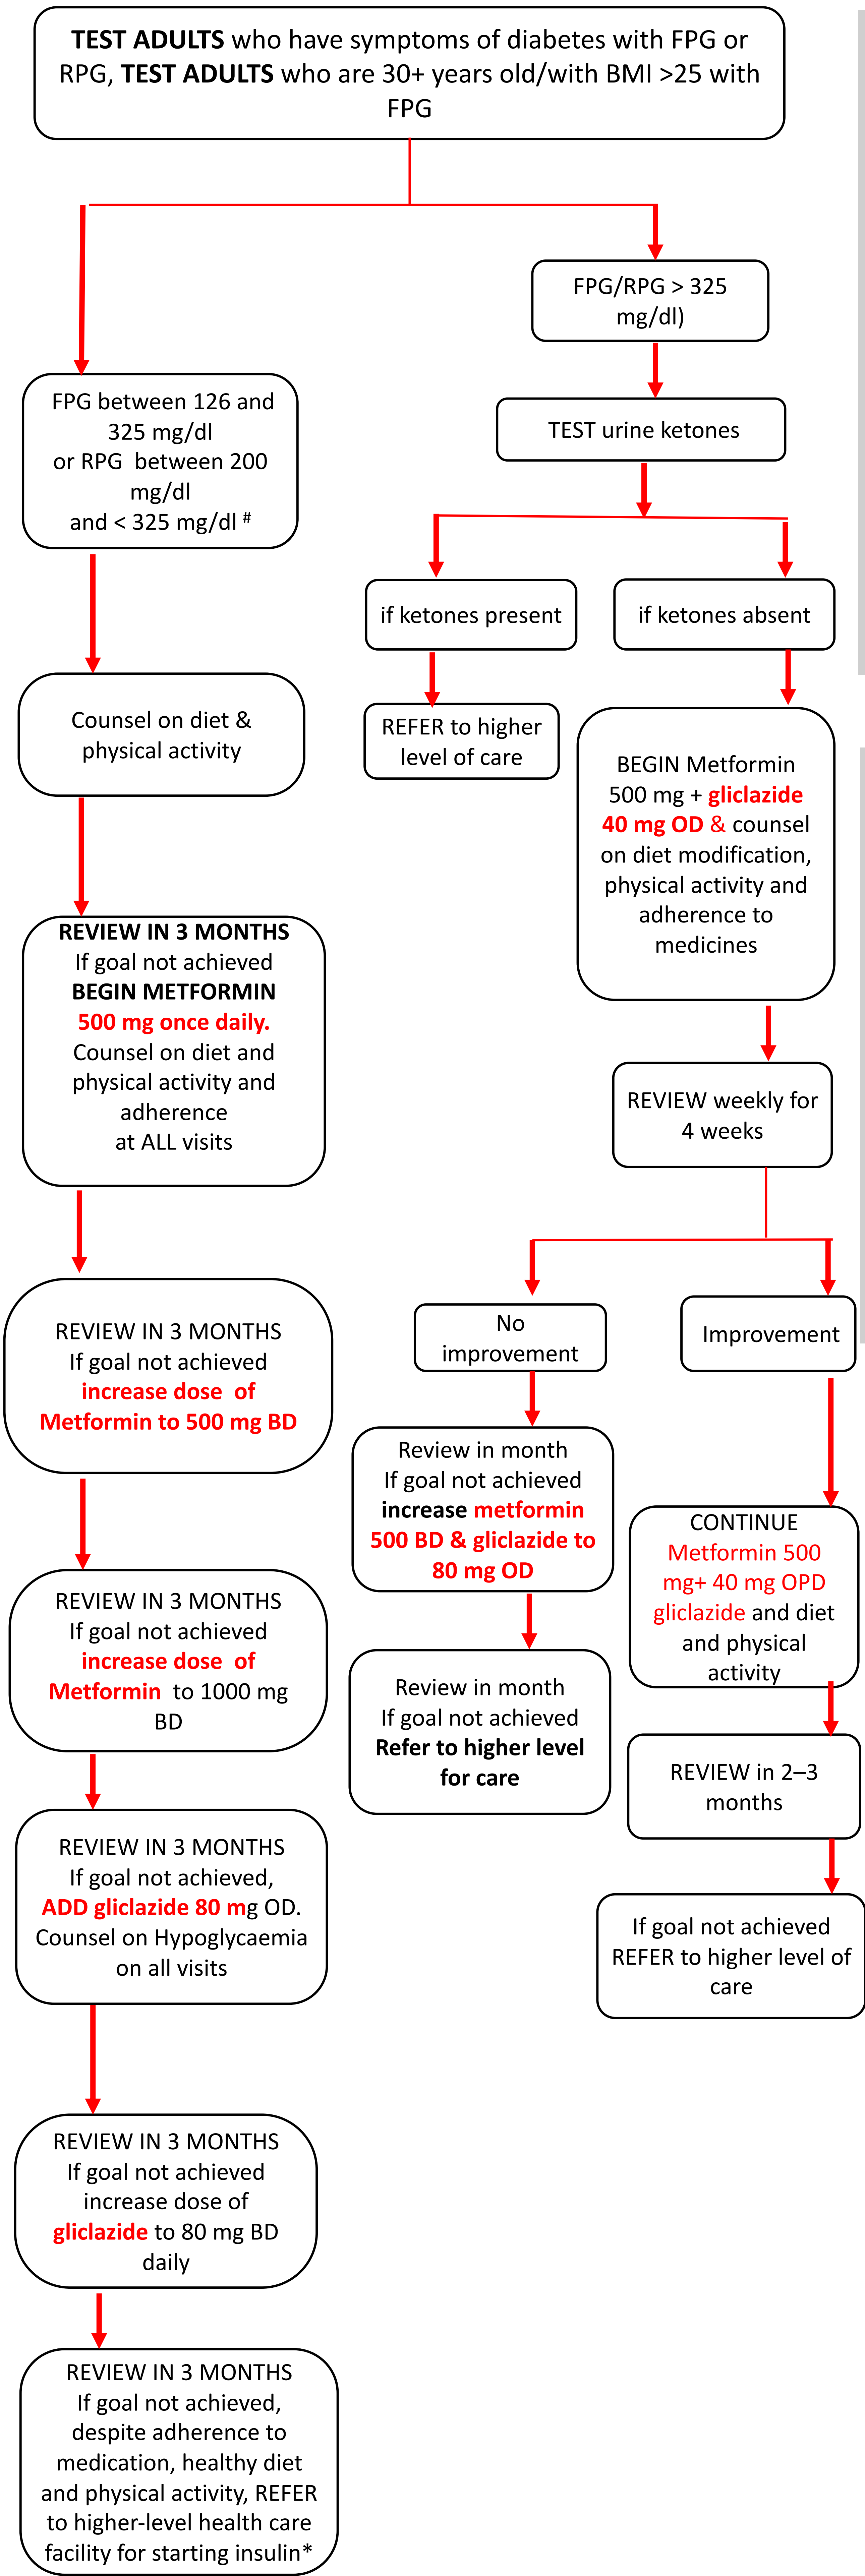 TEST ADULTS who have symptoms of diabetes with FPG or
RPG, TEST ADULTS who are 30+ years old/with BMI >25 with
FPG
FPG between 126 and
325 mg/dl
or RPG between 200
mg/dl
and < 325 mg/dl #
Counsel on diet &
physical activity
REVIEW IN 3 MONTHS
If goal not achieved
BEGIN METFORMIN
500 mg once daily.
Counsel on diet and
physical activity and
adherence
at ALL visits
REVIEW IN 3 MONTHS
If goal not achieved
increase dose of
Metformin to 500 mg BD
REVIEW IN 3 MONTHS
If goal not achieved
increase dose of
Metformin to 1000 mg
BD
REVIEW IN 3 MONTHS
If goal not achieved,
ADD gliclazide 80 mg OD.
Counsel on Hypoglycaemia
on all visits
REVIEW IN 3 MONTHS
If goal not achieved
increase dose of
gliclazide to 80 mg BD
daily
REVIEW IN 3 MONTHS
If goal not achieved,
despite adherence to
medication, healthy diet
and physical activity, REFER
to higher-level health care
facility for starting insulin*
FPG/RPG > 325
mg/dl)
TEST urine ketones
if ketones present
REFER to higher
level of care
if ketones absent
BEGIN Metformin
500 mg + gliclazide
40 mg OD & counsel
on diet modification,
physical activity and
adherence to
medicines
REVIEW weekly for
4 weeks
No
improvement
Review in month
If goal not achieved
increase metformin
500 BD & gliclazide to
80 mg OD
Review in month
If goal not achieved
Refer to higher level
for care
Improvement
CONTINUE
Metformin 500
mg+ 40 mg OPD
gliclazide and diet
and physical
activity
REVIEW in 2–3
months
If goal not achieved
REFER to higher level of
care